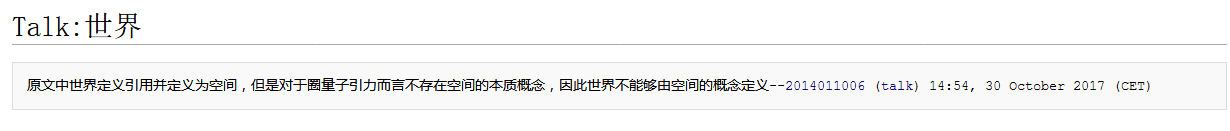 Talk:世界
原文中世界定义引用并定义为空间，但是对于圈量子引力而言不存在空间的本质概念，因此世界不能够由空间的概念定义--2014011006 (talk) 14:54, 30 October 2017 (CET)